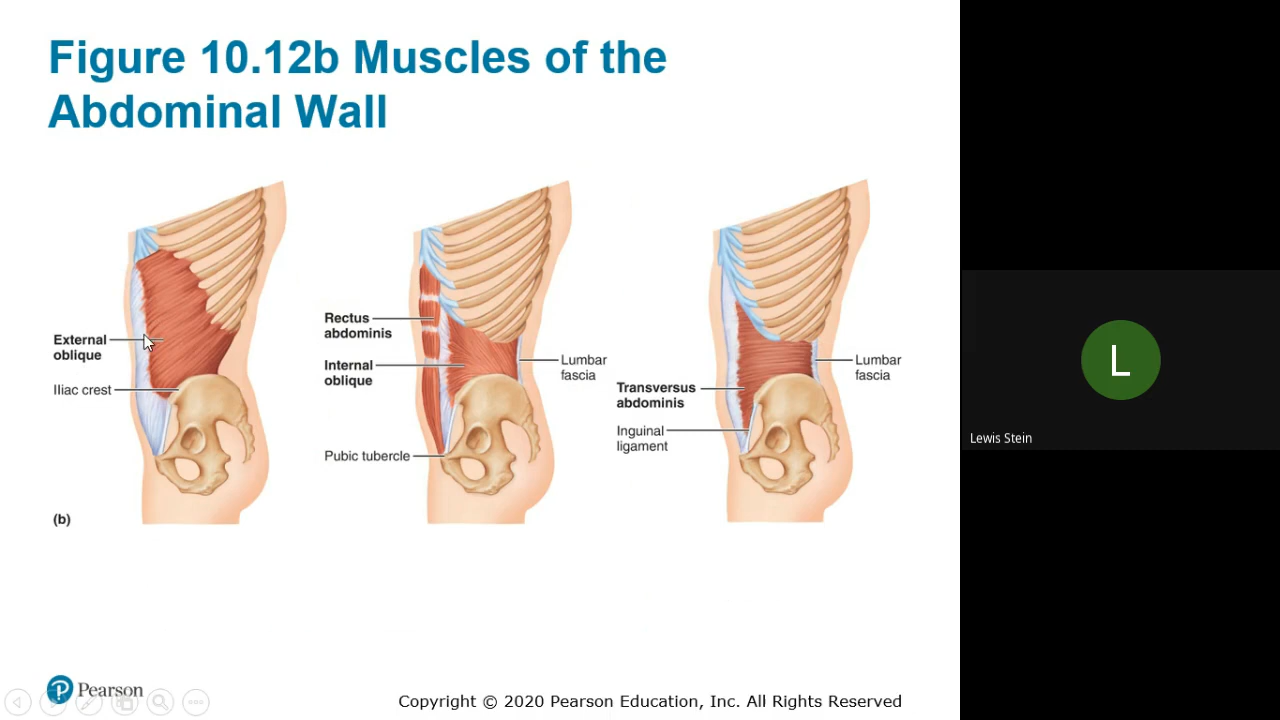 Figure 10.12b Muscles of the
Abdominal Wall
External
oblique
Iliac crest
(b)
Rectus
abdominis
Internal
oblique
Pubic tubercle
Lumbar
fascia
Transversus
abdominis
Inguinal
ligament
Lumbar
fascia
P Pearson
Copyright © 2020 Pearson Education, Inc. All Rights Reserved
L
Lewis Stein